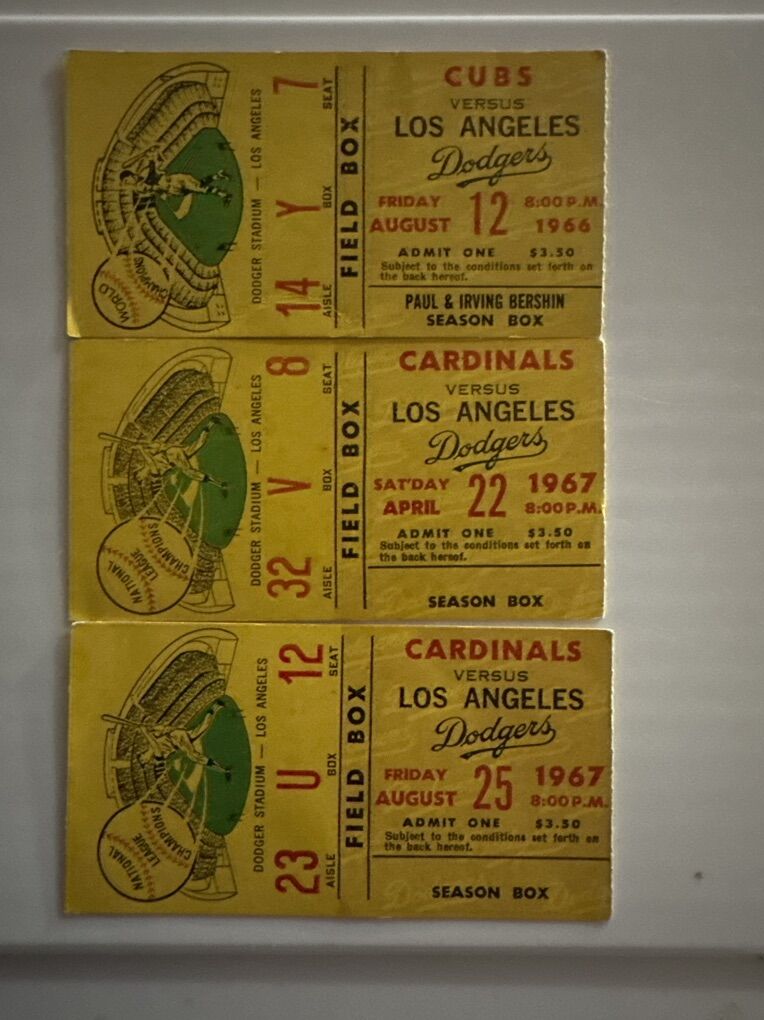 WORLD
CHAMPIONS
DODGER STADIUM — LOS ANGELES
AISLE 14 BOX Y SEAT 7
FIELD BOX
CUBS
VERSUS
LOS ANGELES
Dodgers
FRIDAY
AUGUST 12 8:00 P.M.
1966
ADMIT ONE $3.50
Subject to the conditions set forth on
the back hereof.
PAUL & IRVING BERSHIN
SEASON BOX
NATIONAL
LEAGUE
CHAMPIONS
DODGER STADIUM — LOS ANGELES
AISLE 32 BOX V SEAT 8
FIELD BOX
CARDINALS
VERSUS
LOS ANGELES
Dodgers
SAT'DAY
APRIL 22 1967
8:00 P.M.
ADMIT ONE $3.50
Subject to the conditions set forth on
the back hereof.
SEASON BOX
NATIONAL
LEAGUE
CHAMPIONS
DODGER STADIUM — LOS ANGELES
AISLE 23 BOX U SEAT 12
FIELD BOX
CARDINALS
VERSUS
LOS ANGELES
Dodgers
FRIDAY
AUGUST 25 1967
8:00 P.M.
ADMIT ONE $3.50
Subject to the conditions set forth on
the back hereof.
SEASON BOX